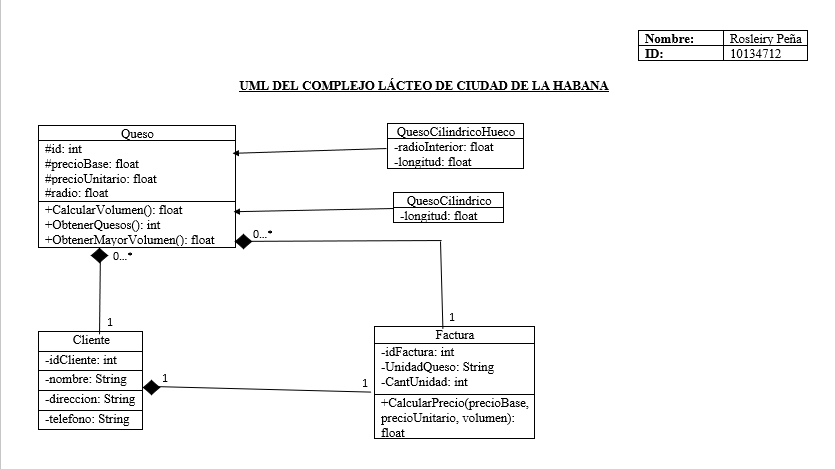 Nombre: Rosleiry Peña
ID: 10134712
UML DEL COMPLEJO LÁCTEO DE CIUDAD DE LA HABANA
Queso
#id: int
#precioBase: float
#precioUnitario: float
#radio: float
+CalcularVolumen(): float
+ObtenerQuesos(): int
+ObtenerMayorVolumen(): float
QuesoCilindricoHueco
-radioInterior: float
-longitud: float
QuesoCilindrico
-longitud: float
0...*
0...*
1
1
Cliente
-idCliente: int
-nombre: String
-direccion: String
-telefono: String
1
1
Factura
-idFactura: int
-UnidadQueso: String
-CantUnidad: int
+CalcularPrecio(precioBase,
precioUnitario, volumen):
float